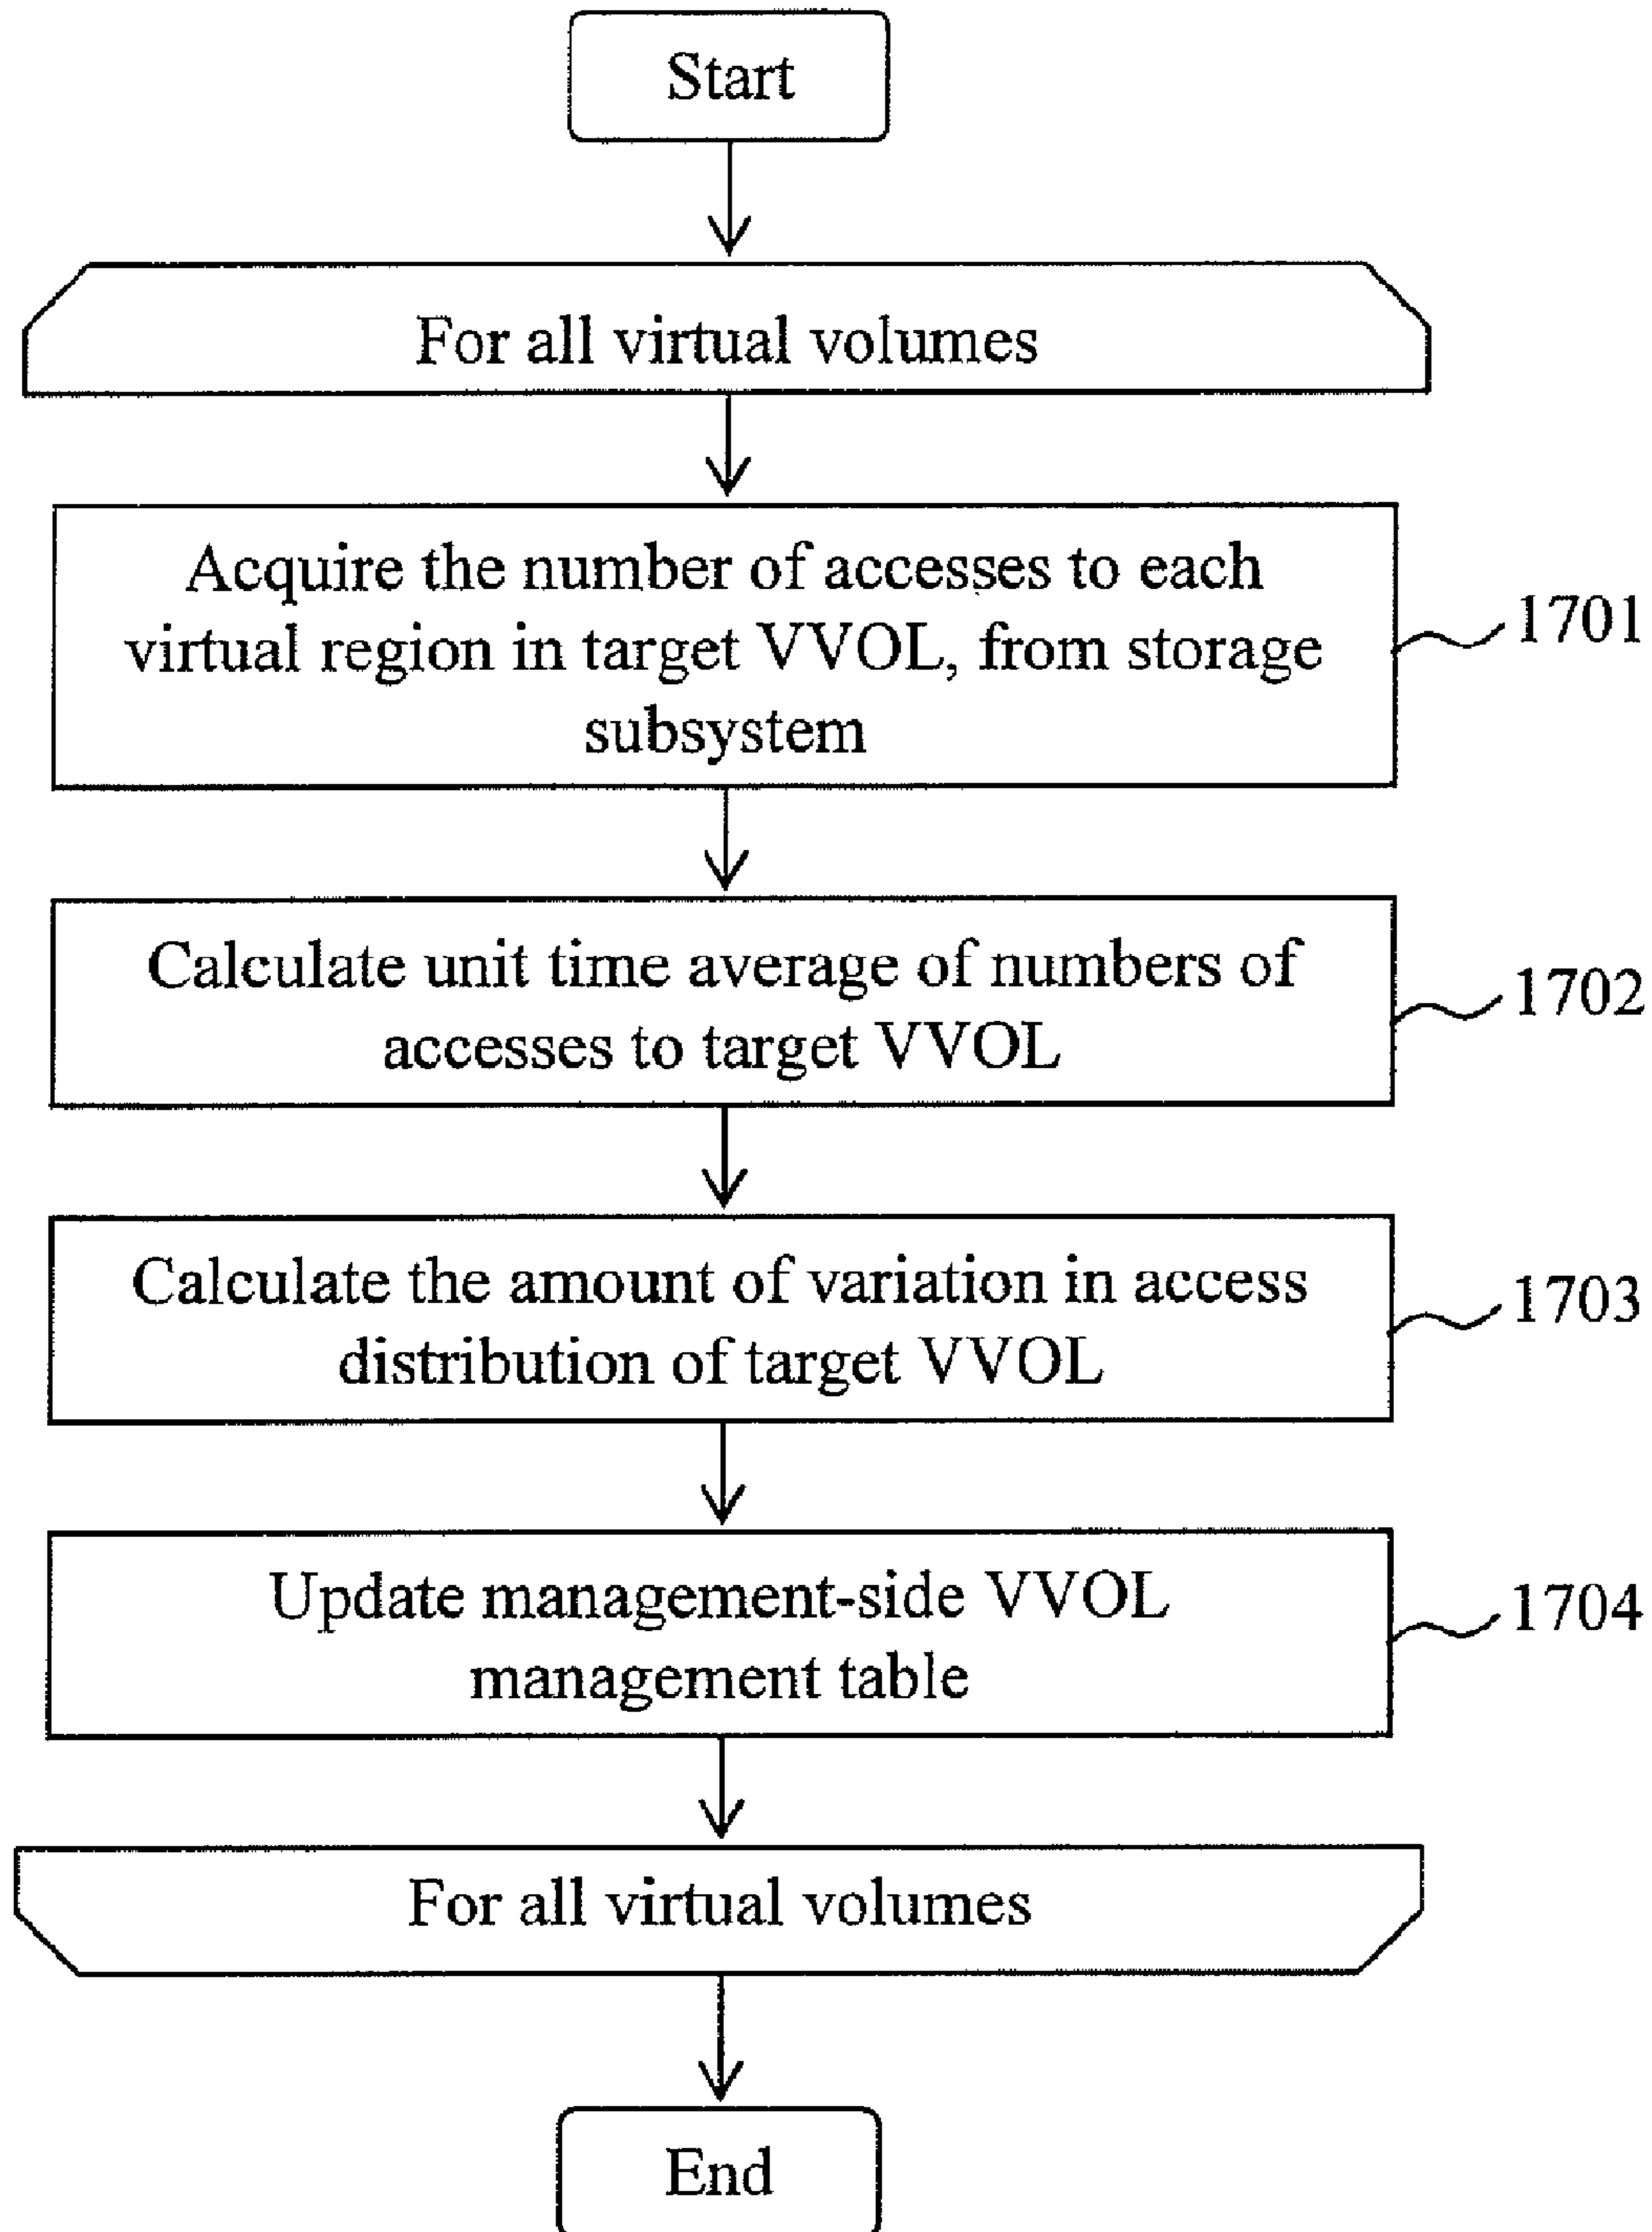 Start
For all virtual volumes
Acquire the number of accesses to each
virtual region in target VVOL, from storage
subsystem
1701
Calculate unit time average of numbers of
accesses to target VVOL
1702
Calculate the amount of variation in access
distribution of target VVOL
1703
Update management-side VVOL
management table
1704
For all virtual volumes
End